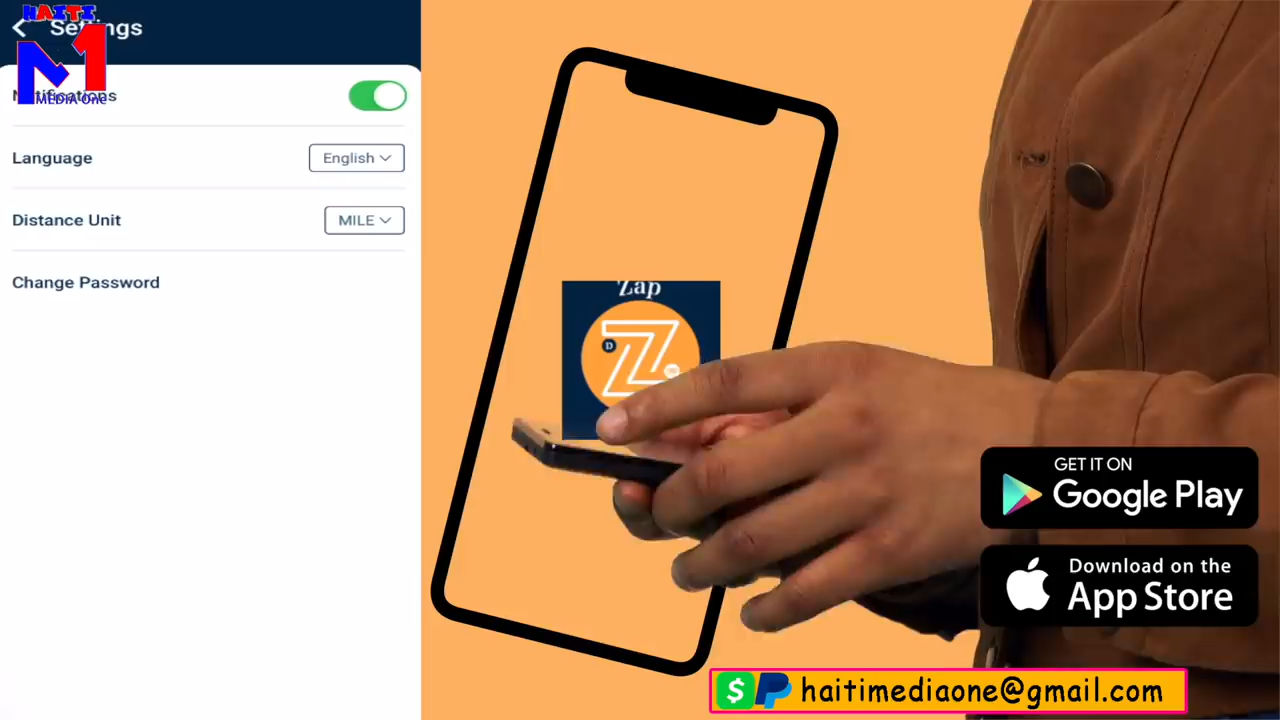 HAITI
Settings
MEDIA One
Notifications
Language
English
Distance Unit
MILE
Change Password
Zap
D
GET IT ON
Google Play
Download on the
App Store
$ haitimediaone@gmail.com